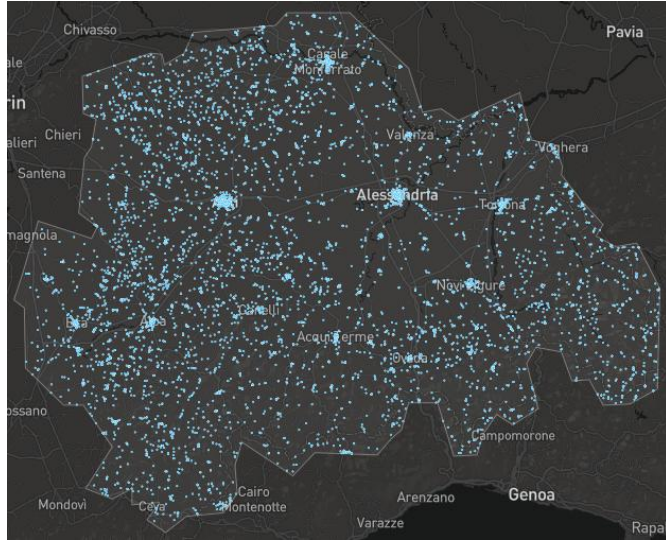 Chivasso
Pavia
Casale
Monferrato
rin
Chieri
Valenza
Voghera
alieri
Santena
Alessandria
Tortona
magnola
Novi Ligure
Canelli
Alba
Acqui Terme
Ovada
ossano
Campomorone
Mondovì
Ceva
Cairo
Montenotte
Arenzano
Genoa
Varazze
Rapa